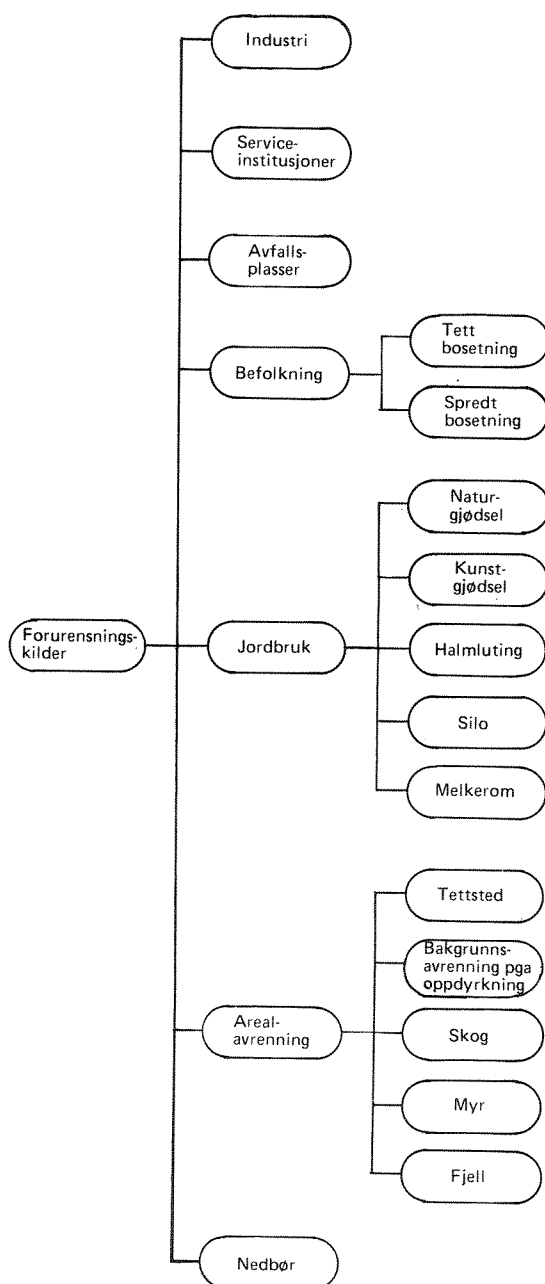 Industri
Service-
institusjoner
Avfalls-
plasser
Befolkning
Tett
bosetning
Spredt
bosetning
Forurensnings-
kilder
Jordbruk
Natur-
gjødsel
Kunst-
gjødsel
Halmluting
Silo
Melkerom
Areal-
avrenning
Tettsted
Bakgrunns-
avrenning pga
oppdyrkning
Skog
Myr
Fjell
Nedbør